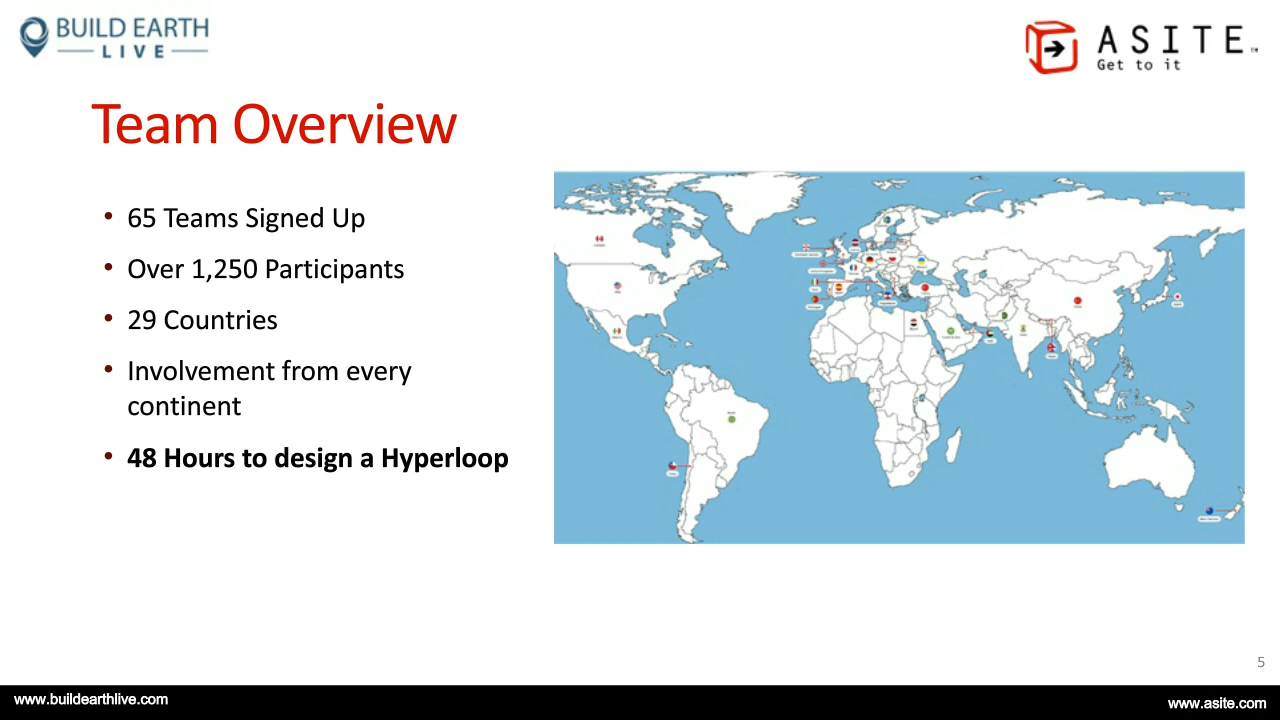 BUILD EARTH
LIVE
ASITE™
Get to it
Team Overview
• 65 Teams Signed Up
• Over 1,250 Participants
• 29 Countries
• Involvement from every
continent
• 48 Hours to design a Hyperloop
5
www.buildearthlive.com
www.asite.com